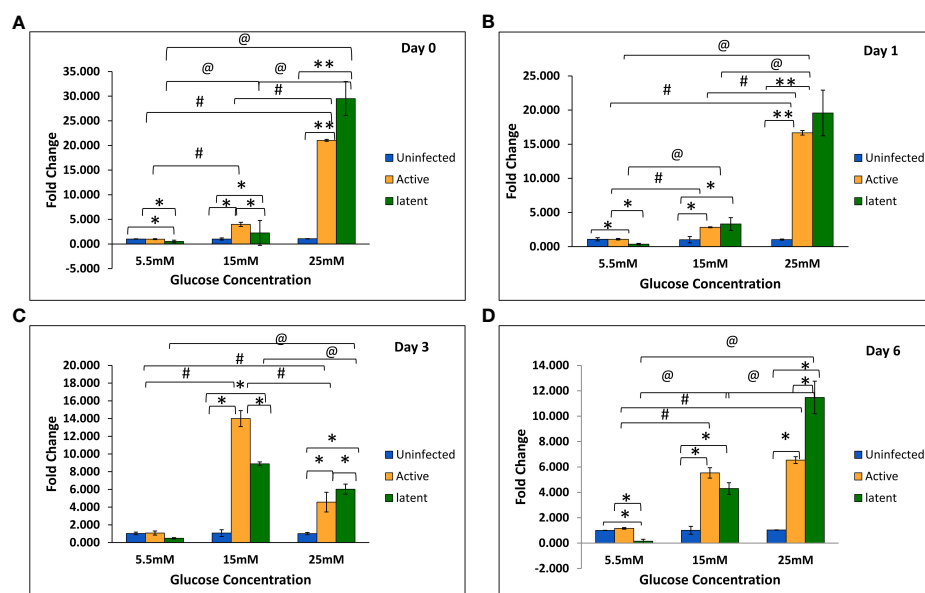 A
Day 0
@
@ @ **
# #
#
**
#
* *
* * *
35.000
30.000
25.000
20.000
15.000
10.000
5.000
0.000
-5.000
Fold Change
5.5mM 15mM 25mM
Glucose Concentration
Uninfected
Active
latent
B
Day 1
@
@
# **
#
**
@
# *
* *
*
25.000
20.000
15.000
10.000
5.000
0.000
Fold Change
5.5mM 15mM 25mM
Glucose Concentration
Uninfected
Active
latent
C
Day 3
@
@
#
# * #
* *
*
* *
20.000
18.000
16.000
14.000
12.000
10.000
8.000
6.000
4.000
2.000
0.000
Fold Change
5.5mM 15mM 25mM
Glucose Concentration
Uninfected
Active
latent
D
Day 6
@
@ @ *
# *
#
* *
*
*
*
14.000
12.000
10.000
8.000
6.000
4.000
2.000
0.000
-2.000
Fold Change
5.5mM 15mM 25mM
Glucose Concentration
Uninfected
Active
latent